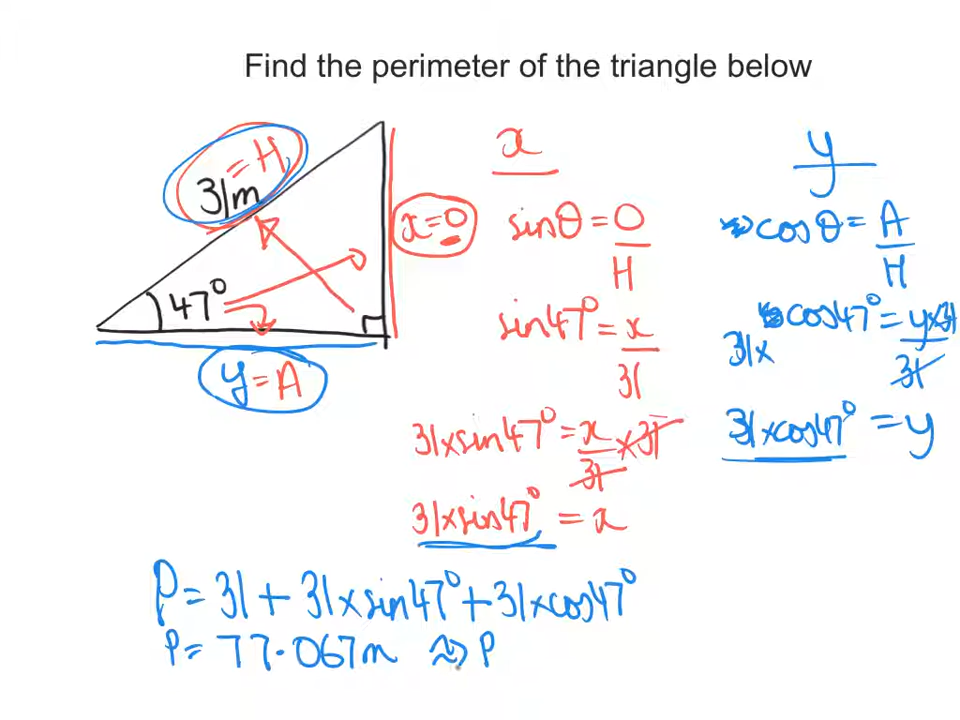 Find the perimeter of the triangle below
31m = H
47°
x = O
y = A
x
sinθ = O/H
sin47° = x/31
31×sin47° = x/31 × 31
31×sin47° = x
y
cosθ = A/H
31× cos47° = y×31/31
31×cos47° = y
P = 31 + 31×sin47° + 31×cos47°
P = 77.067m ≈> P